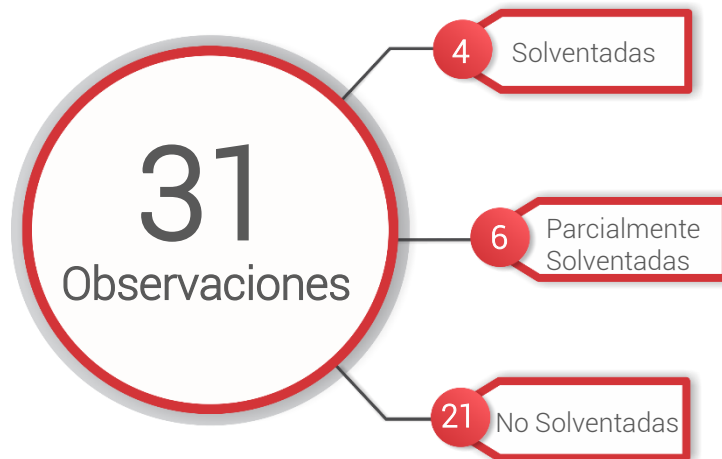 31
Observaciones
4
Solventadas
6
Parcialmente
Solventadas
21
No Solventadas